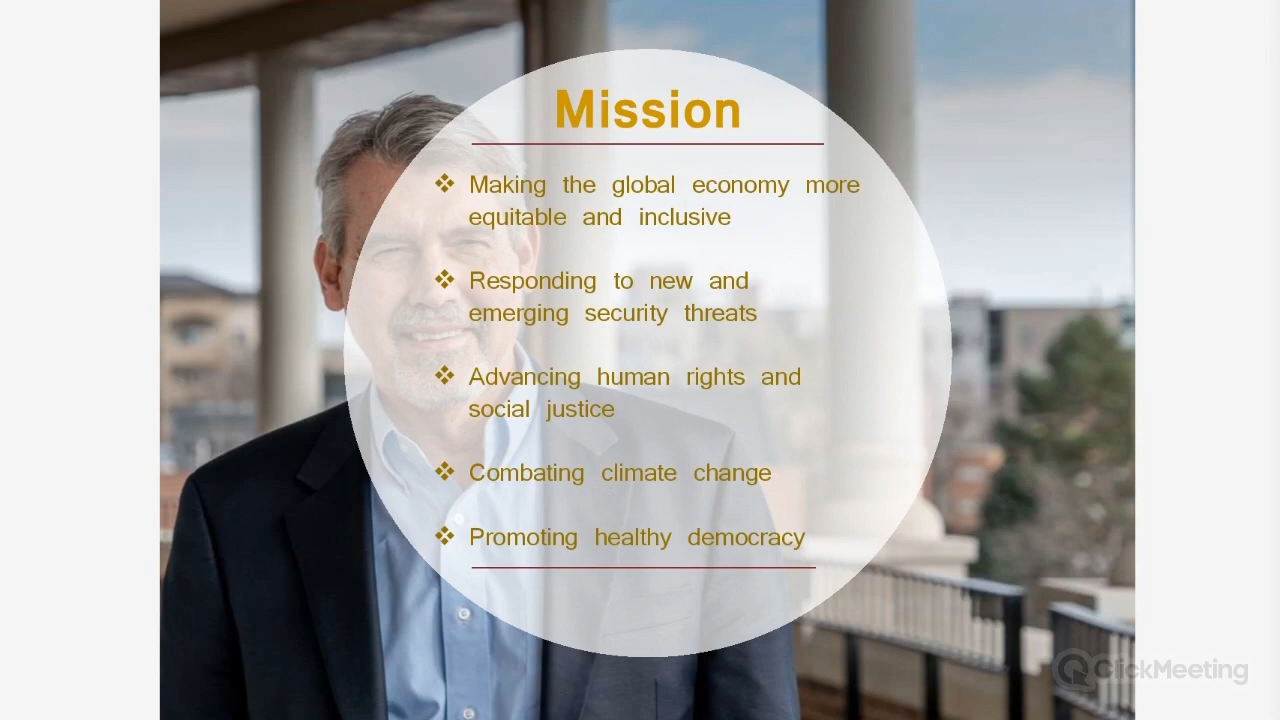 Mission
❖ Making the global economy more
equitable and inclusive
❖ Responding to new and
emerging security threats
❖ Advancing human rights and
social justice
❖ Combating climate change
❖ Promoting healthy democracy
ClickMeeting